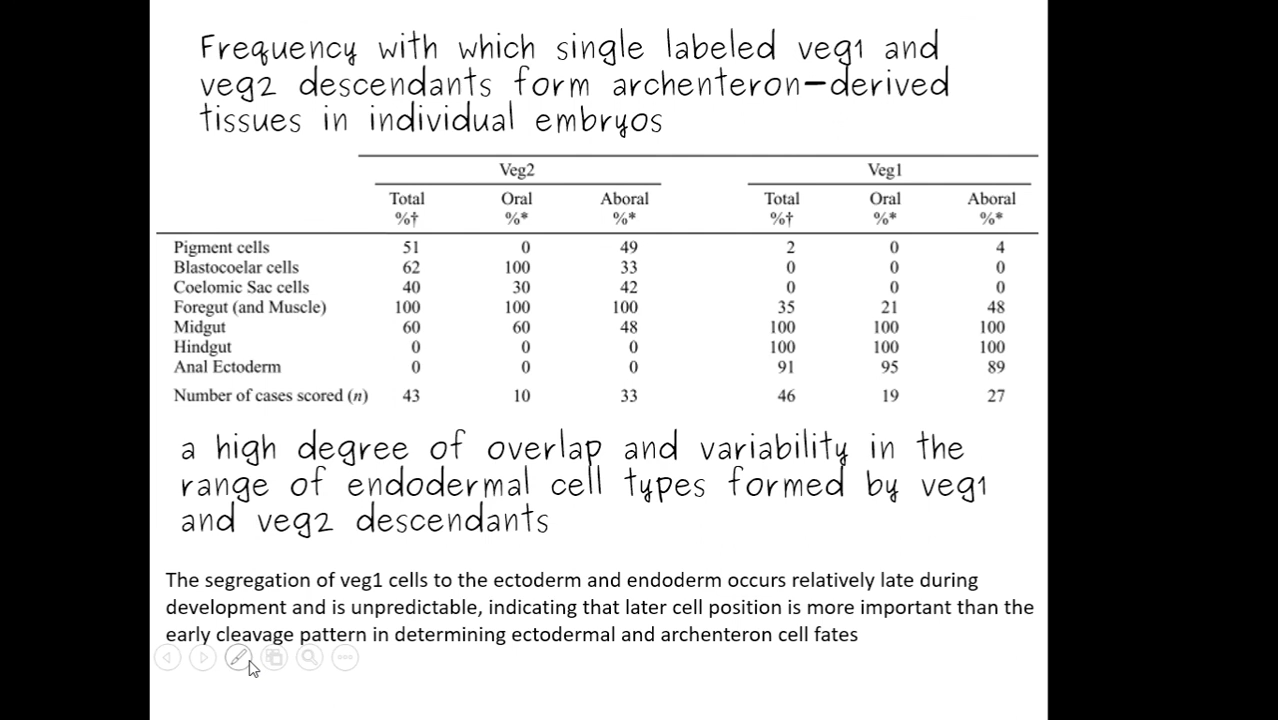 Frequency with which single labeled veg1 and
veg2 descendants form archenteron-derived
tissues in individual embryos
Veg2 Veg1
Total Oral Aboral Total Oral Aboral
%† %* %* %† %* %*
Pigment cells 51 0 49 2 0 4
Blastocoelar cells 62 100 33 0 0 0
Coelomic Sac cells 40 30 42 0 0 0
Foregut (and Muscle) 100 100 100 35 21 48
Midgut 60 60 48 100 100 100
Hindgut 0 0 0 100 100 100
Anal Ectoderm 0 0 0 91 95 89
Number of cases scored (n) 43 10 33 46 19 27
a high degree of overlap and variability in the
range of endodermal cell types formed by veg1
and veg2 descendants
The segregation of veg1 cells to the ectoderm and endoderm occurs relatively late during
development and is unpredictable, indicating that later cell position is more important than the
early cleavage pattern in determining ectodermal and archenteron cell fates